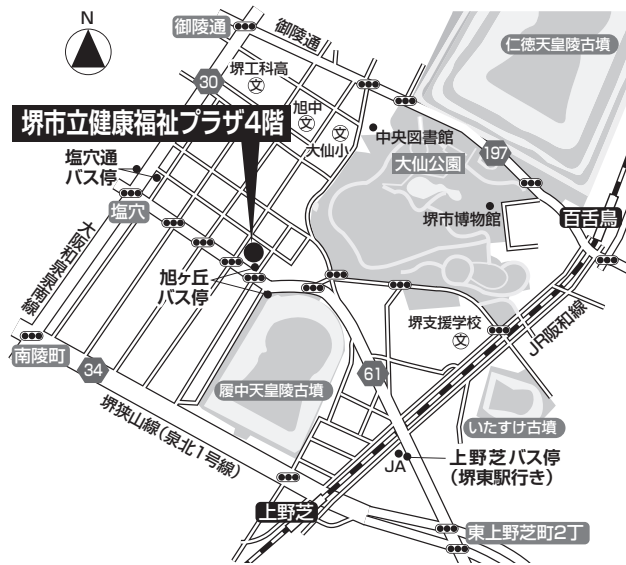 N
御陵通
御陵通
仁徳天皇陵古墳
堺工科高
文
30
旭中
文
堺市立健康福祉プラザ4階
文
大仙小
中央図書館
大仙公園
197
塩穴通
バス停
塩穴
堺市博物館
百舌鳥
大阪和泉泉南線
旭ヶ丘
バス停
堺支援学校
文
JR阪和線
南陵町
34
61
履中天皇陵古墳
いたすけ古墳
堺狭山線(泉北1号線)
JA
上野芝バス停
(堺東駅行き)
上野芝
東上野芝町2丁